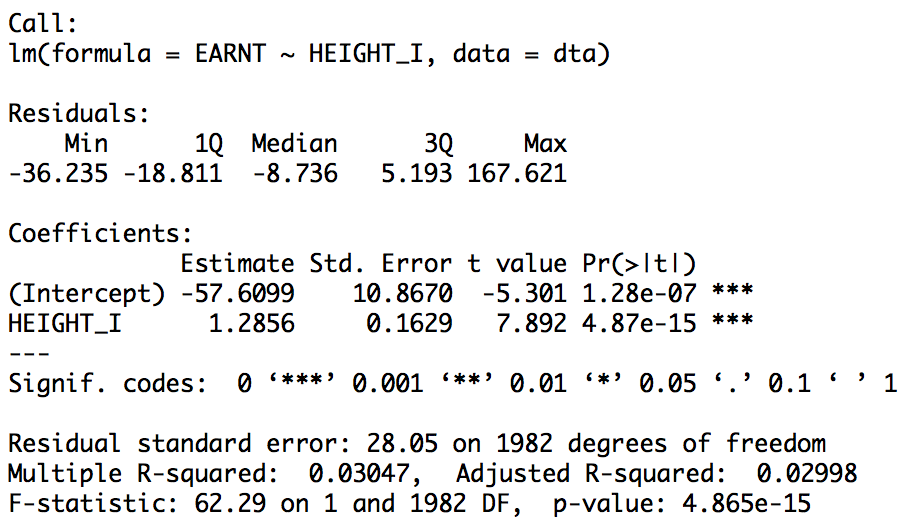 Call:
lm(formula = EARNT ~ HEIGHT_I, data = dta)
Residuals:
    Min      1Q  Median      3Q     Max
-36.235 -18.811  -8.736   5.193 167.621
Coefficients:
            Estimate Std. Error t value Pr(>|t|)
(Intercept) -57.6099    10.8670  -5.301 1.28e-07 ***
HEIGHT_I      1.2856     0.1629   7.892 4.87e-15 ***
---
Signif. codes:  0 ‘***’ 0.001 ‘**’ 0.01 ‘*’ 0.05 ‘.’ 0.1 ‘ ’ 1
Residual standard error: 28.05 on 1982 degrees of freedom
Multiple R-squared:  0.03047,  Adjusted R-squared:  0.02998
F-statistic: 62.29 on 1 and 1982 DF,  p-value: 4.865e-15